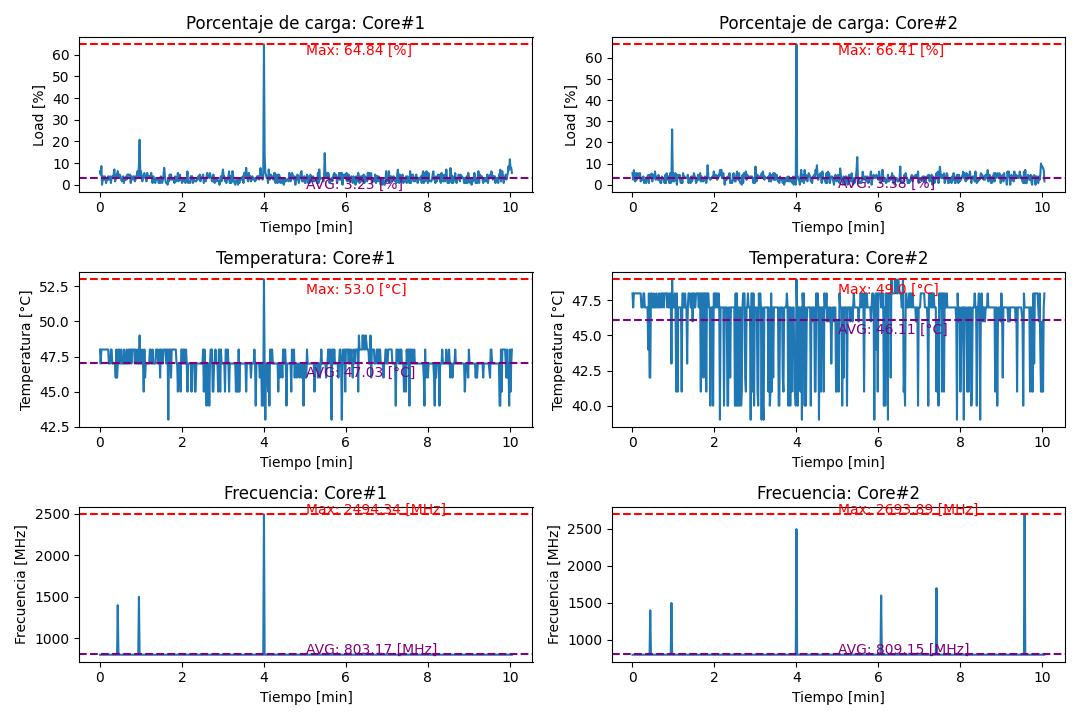 Porcentaje de carga: Core#1
Load [%]
60
50
40
30
20
10
0
Max: 64.84 [%]
AVG: 3.23 [%]
0 2 4 6 8 10
Tiempo [min]
Porcentaje de carga: Core#2
Load [%]
60
50
40
30
20
10
0
Max: 66.41 [%]
AVG: 3.38 [%]
0 2 4 6 8 10
Tiempo [min]
Temperatura: Core#1
Temperatura [°C]
52.5
50.0
47.5
45.0
42.5
Max: 53.0 [°C]
AVG: 47.03 [°C]
0 2 4 6 8 10
Tiempo [min]
Temperatura: Core#2
Temperatura [°C]
47.5
45.0
42.5
40.0
Max: 49.0 [°C]
AVG: 46.11 [°C]
0 2 4 6 8 10
Tiempo [min]
Frecuencia: Core#1
Frecuencia [MHz]
2500
2000
1500
1000
Max: 2494.34 [MHz]
AVG: 803.17 [MHz]
0 2 4 6 8 10
Tiempo [min]
Frecuencia: Core#2
Frecuencia [MHz]
2500
2000
1500
1000
Max: 2693.89 [MHz]
AVG: 809.15 [MHz]
0 2 4 6 8 10
Tiempo [min]